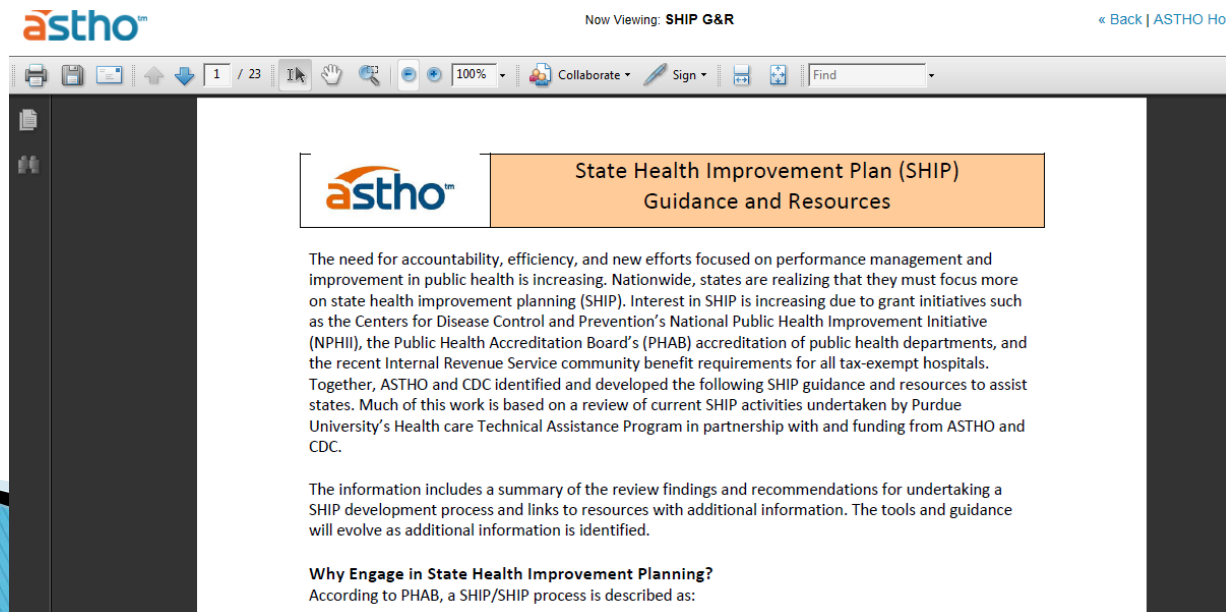 astho™
Now Viewing: SHIP G&R
« Back | ASTHO Ho
1 / 23
100%
Collaborate
Sign
Find
astho™
State Health Improvement Plan (SHIP)
Guidance and Resources
The need for accountability, efficiency, and new efforts focused on performance management and
improvement in public health is increasing. Nationwide, states are realizing that they must focus more
on state health improvement planning (SHIP). Interest in SHIP is increasing due to grant initiatives such
as the Centers for Disease Control and Prevention's National Public Health Improvement Initiative
(NPHII), the Public Health Accreditation Board's (PHAB) accreditation of public health departments, and
the recent Internal Revenue Service community benefit requirements for all tax-exempt hospitals.
Together, ASTHO and CDC identified and developed the following SHIP guidance and resources to assist
states. Much of this work is based on a review of current SHIP activities undertaken by Purdue
University's Health care Technical Assistance Program in partnership with and funding from ASTHO and
CDC.
The information includes a summary of the review findings and recommendations for undertaking a
SHIP development process and links to resources with additional information. The tools and guidance
will evolve as additional information is identified.
Why Engage in State Health Improvement Planning?
According to PHAB, a SHIP/SHIP process is described as: